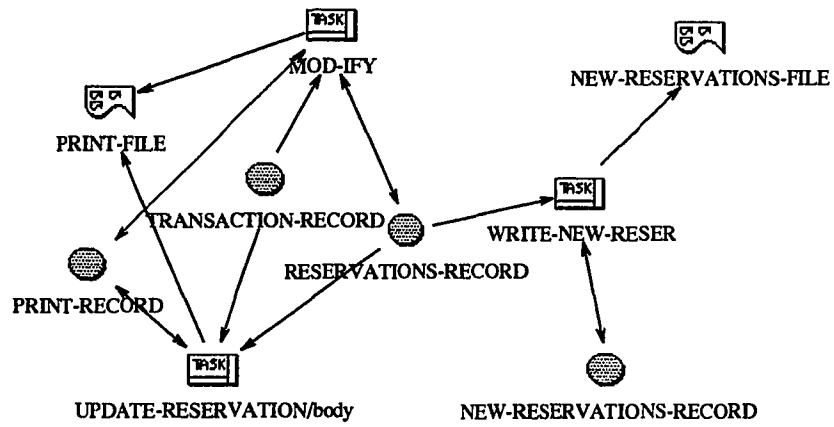 TASK
MOD-IFY
NEW-RESERVATIONS-FILE
PRINT-FILE
TRANSACTION-RECORD
TASK
WRITE-NEW-RESER
RESERVATIONS-RECORD
PRINT-RECORD
TASK
UPDATE-RESERVATION/body
NEW-RESERVATIONS-RECORD